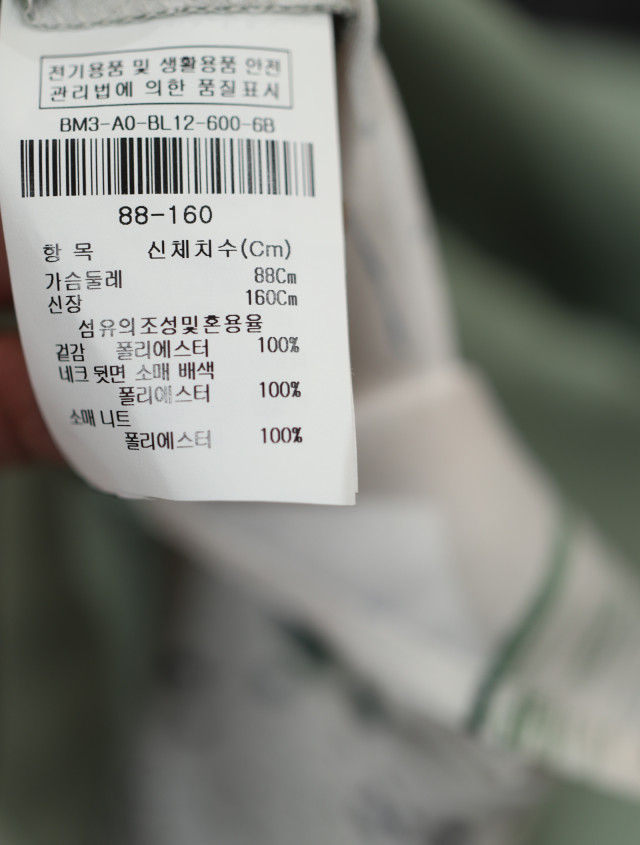 전기용품 및 생활용품 안전
관리법에 의한 품질표시
BM3-A0-BL12-600-6B
88-160
항 목 신체치수(Cm)
가슴둘레 88Cm
신장 160Cm
섬유의조성및혼용율
겉감 폴리에스터 100%
네크 뒷면 소매 배색
폴리에스터 100%
소매 니트
폴리에스터 100%